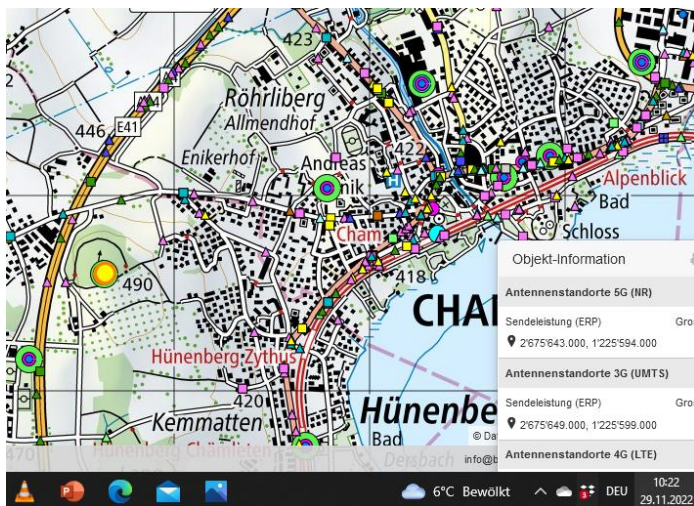 423
Röhrliberg
Allmendhof
446
E41
Enikerhof
Andreas
422
H
Alpenblick
Bad
Cham
Schloss
490
418
Objekt-Information
Antennenstandorte 5G (NR)
Sendeleistung (ERP) Gros
2'675'643.000, 1'225'594.000
CHA
Hünenberg Zythus
Antennenstandorte 3G (UMTS)
Sendeleistung (ERP) Gros
2'675'649.000, 1'225'599.000
420
Kemmatten
Hünenbe
Bad
© Da
Antennenstandorte 4G (LTE)
470
Hünenberg Chämleten
Dersbach
info@b
6°C Bewölkt
DEU
10:22
29.11.2022